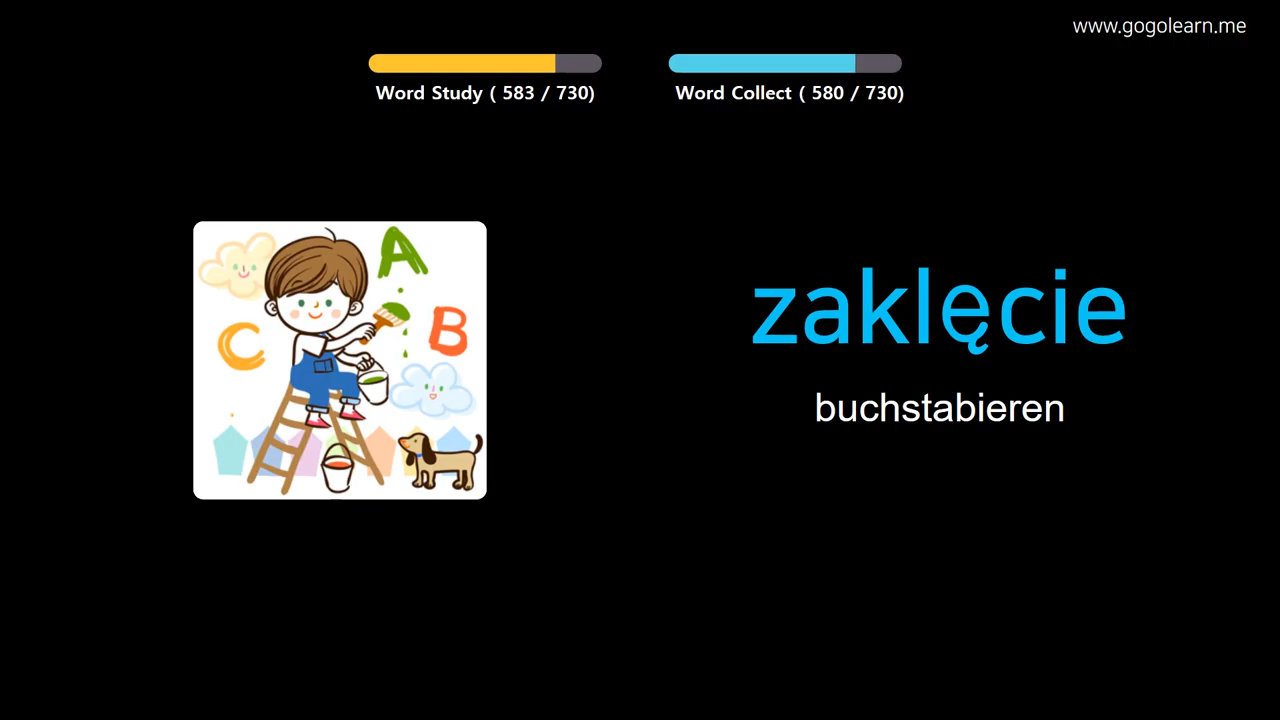 www.gogolearn.me
Word Study ( 583 / 730)
Word Collect ( 580 / 730)
A
B
C
zaklęcie
buchstabieren